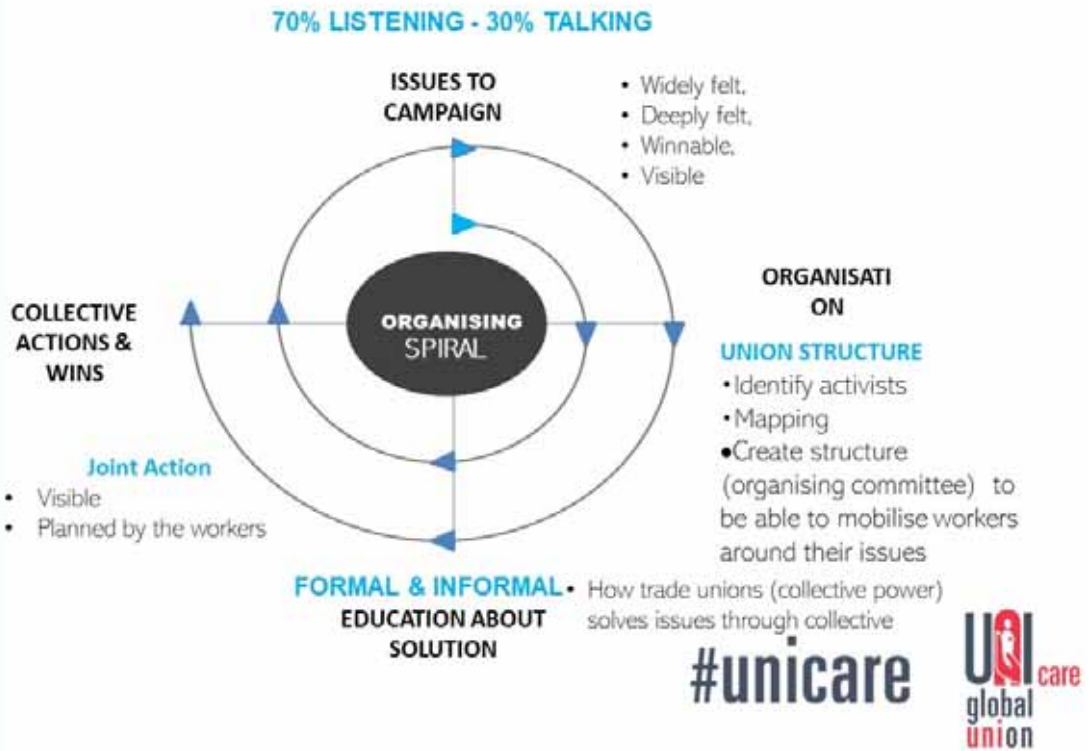 70% LISTENING - 30% TALKING
ISSUES TO
CAMPAIGN
• Widely felt,
• Deeply felt,
• Winnable,
• Visible
ORGANISING
SPIRAL
ORGANISATI
ON
UNION STRUCTURE
•Identify activists
•Mapping
•Create structure
(organising committee) to
be able to mobilise workers
around their issues
COLLECTIVE
ACTIONS &
WINS
Joint Action
• Visible
• Planned by the workers
FORMAL & INFORMAL
EDUCATION ABOUT
SOLUTION
• How trade unions (collective power)
solves issues through collective
#unicare
UNI care
global
union